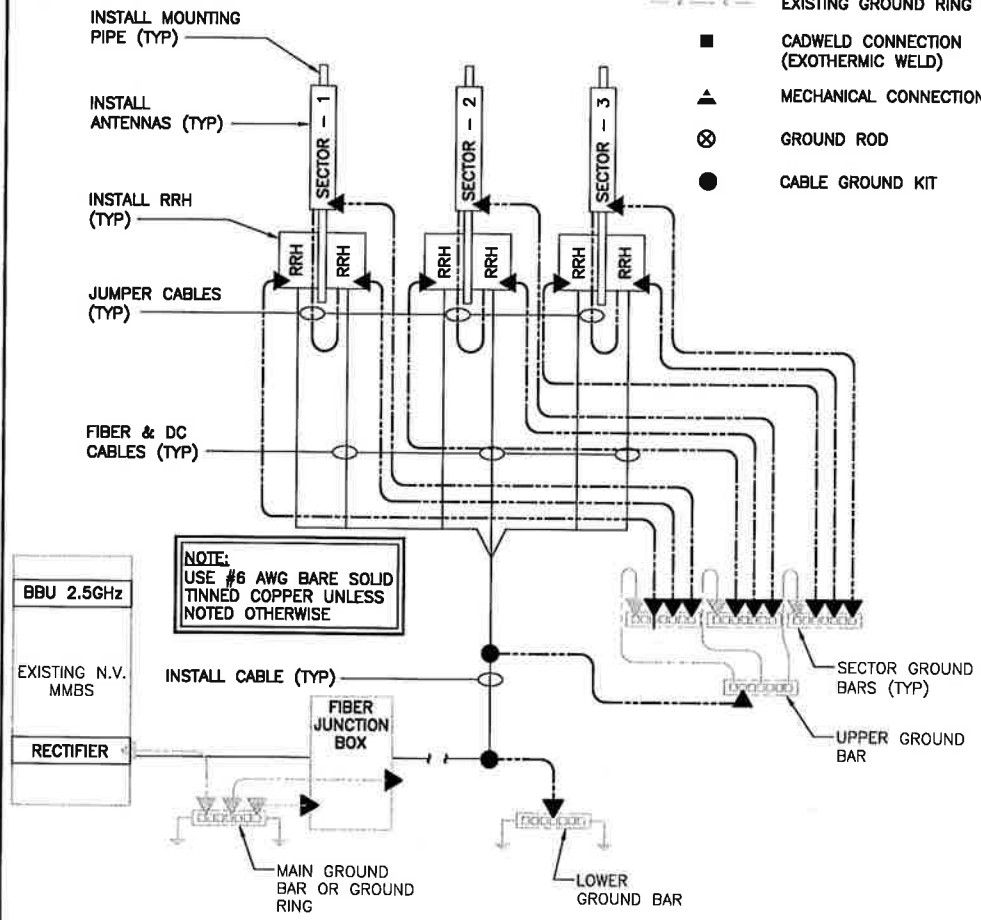 INSTALL MOUNTING
PIPE (TYP)
INSTALL
ANTENNAS (TYP)
INSTALL RRH
(TYP)
JUMPER CABLES
(TYP)
FIBER & DC
CABLES (TYP)
EXISTING GROUND RING
CADWELD CONNECTION
(EXOTHERMIC WELD)
MECHANICAL CONNECTION
GROUND ROD
CABLE GROUND KIT
SECTOR - 1
SECTOR - 2
SECTOR - 3
RRH
RRH
RRH
RRH
RRH
RRH
NOTE:
USE #6 AWG BARE SOLID
TINNED COPPER UNLESS
NOTED OTHERWISE
BBU 2.5GHz
EXISTING N.V.
MMBS
RECTIFIER
INSTALL CABLE (TYP)
FIBER
JUNCTION
BOX
SECTOR GROUND
BARS (TYP)
UPPER GROUND
BAR
MAIN GROUND
BAR OR GROUND
RING
LOWER
GROUND BAR